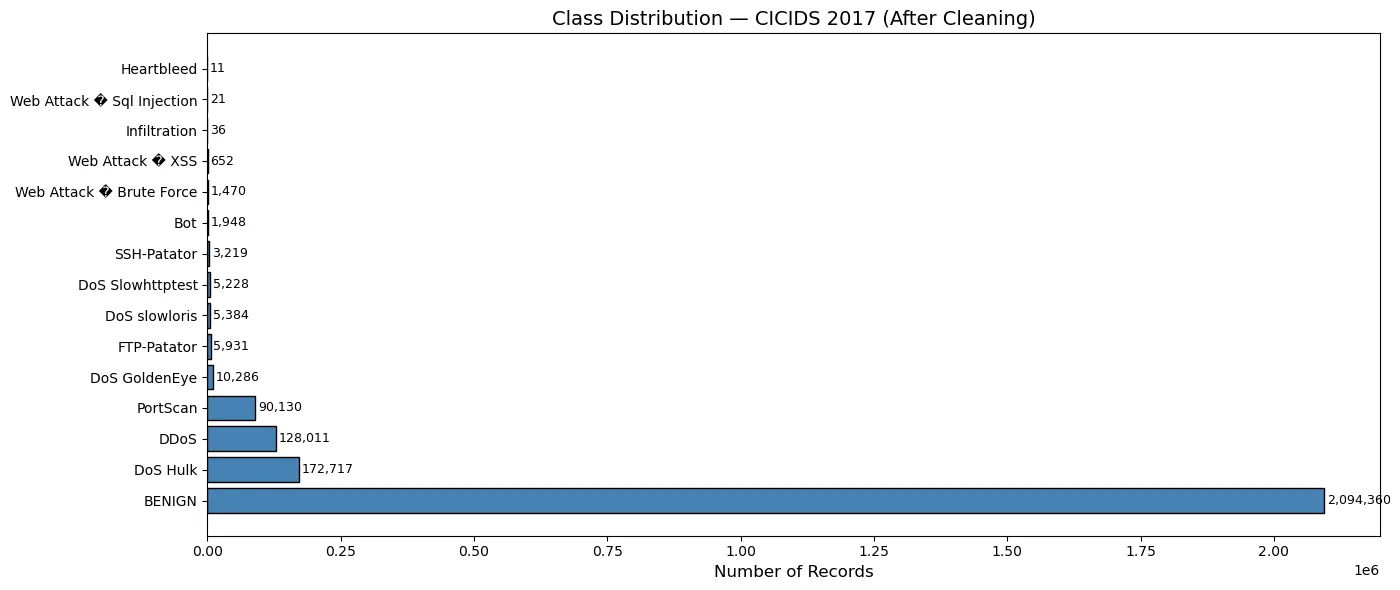 Class Distribution — CICIDS 2017 (After Cleaning)
Heartbleed 11
Web Attack � Sql Injection 21
Infiltration 36
Web Attack � XSS 652
Web Attack � Brute Force 1,470
Bot 1,948
SSH-Patator 3,219
DoS Slowhttptest 5,228
DoS slowloris 5,384
FTP-Patator 5,931
DoS GoldenEye 10,286
PortScan 90,130
DDoS 128,011
DoS Hulk 172,717
BENIGN 2,094,360
0.00 0.25 0.50 0.75 1.00 1.25 1.50 1.75 2.00
1e6
Number of Records